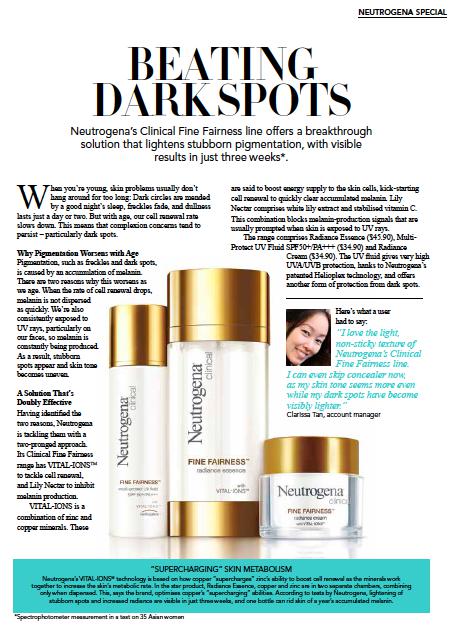 NEUTROGENA SPECIAL
BEATING
DARK SPOTS
Neutrogena's Clinical Fine Fairness line offers a breakthrough
solution that lightens stubborn pigmentation, with visible
results in just three weeks*.
When you're young, skin problems usually don't
hang around for too long: Dark circles are mended
by a good night's sleep, freckles fade, and dullness
lasts just a day or two. But with age, our cell renewal rate
slows down. This means that complexion concerns tend to
persist – particularly dark spots.
Why Pigmentation Worsens with Age
Pigmentation, such as freckles and dark spots,
is caused by an accumulation of melanin.
There are two reasons why this worsens as
we age. When the rate of cell renewal drops,
melanin is not dispersed
as quickly. We're also
consistently exposed to
UV rays, particularly on
our faces, so melanin is
constantly being produced.
As a result, stubborn
spots appear and skin tone
becomes uneven.
A Solution That's
Doubly Effective
Having identified the
two reasons, Neutrogena
is tackling them with a
two-pronged approach.
Its Clinical Fine Fairness
range has VITAL-IONS™
to tackle cell renewal,
and Lily Nectar to inhibit
melanin production.
VITAL-IONS is a
combination of zinc and
copper minerals. These
are said to boost energy supply to the skin cells, kick-starting
cell renewal to quickly clear accumulated melanin. Lily
Nectar comprises white lily extract and stabilised vitamin C.
This combination blocks melanin-production signals that are
usually prompted when skin is exposed to UV rays.
The range comprises Radiance Essence ($45.90), Multi-
Protect UV Fluid SPF50+/PA+++ ($34.90) and Radiance
Cream ($34.90). The UV fluid gives very high
UVA/UVB protection, hanks to Neutrogena's
patented Helioplex technology, and offers
another form of protection from dark spots.
Here's what a user
had to say:
"I love the light,
non-sticky texture of
Neutrogena's Clinical
Fine Fairness line.
I can even skip concealer now,
as my skin tone seems more even
while my dark spots have become
visibly lighter."
Clarissa Tan, account manager
Neutrogena
clinical
FINE FAIRNESS™
VITAL-IONS™
Neutrogena
clinical
FINE FAIRNESS™
radiance essence
with
VITAL-IONS™
Neutrogena
clinical
FINE FAIRNESS™
radiance cream
with VITAL-IONS™
"SUPERCHARGING" SKIN METABOLISM
Neutrogena's VITAL-IONS® technology is based on how copper "supercharges" zinc's ability to boost cell renewal as the minerals work
together to increase the skin's metabolic rate. In the star product, Radiance Essence, copper and zinc are in two separate chambers, combining
only when dispensed. This, says the brand, optimises copper's "supercharging" abilities. According to tests by Neutrogena, lightening of
stubborn spots and increased radiance are visible in just three weeks, and one bottle can rid skin of a year's accumulated melanin.
*Spectrophotometer measurement in a test on 35 Asian women